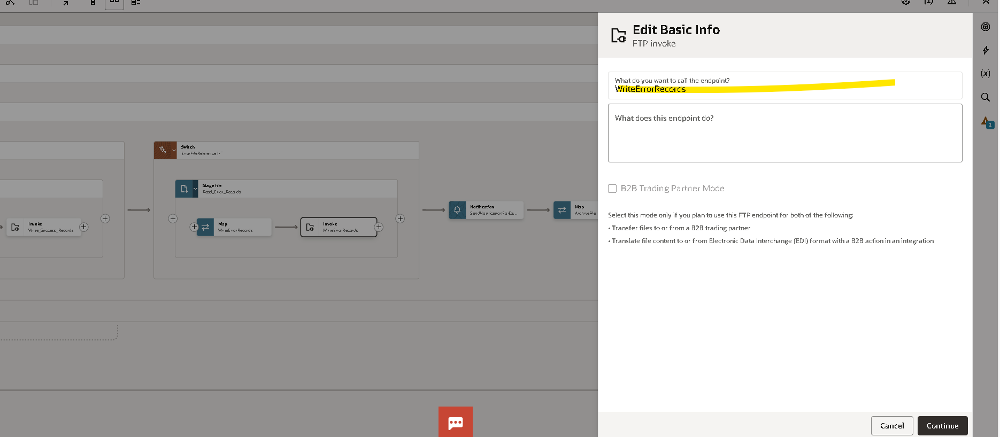 Edit Basic Info
FTP invoke
What do you want to call the endpoint?
WriteErrorRecords
What does this endpoint do?
B2B Trading Partner Mode
Select this mode only if you plan to use this FTP endpoint for both of the following:
• Transfer files to or from a B2B trading partner
• Translate file content to or from Electronic Data Interchange (EDI) format with a B2B action in an integration
Cancel
Continue
2
Switch
Stage file
Read_Error_Records
Invoke
Write_Success_Records
Map
WriteErrorRecords
Invoke
WriteErrorRecords
Notification
SendNotificationForEa...
Map
ArchiveFile